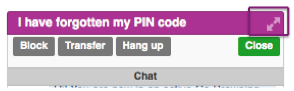 I have forgotten my PIN code
Block Transfer Hang up Close
Chat